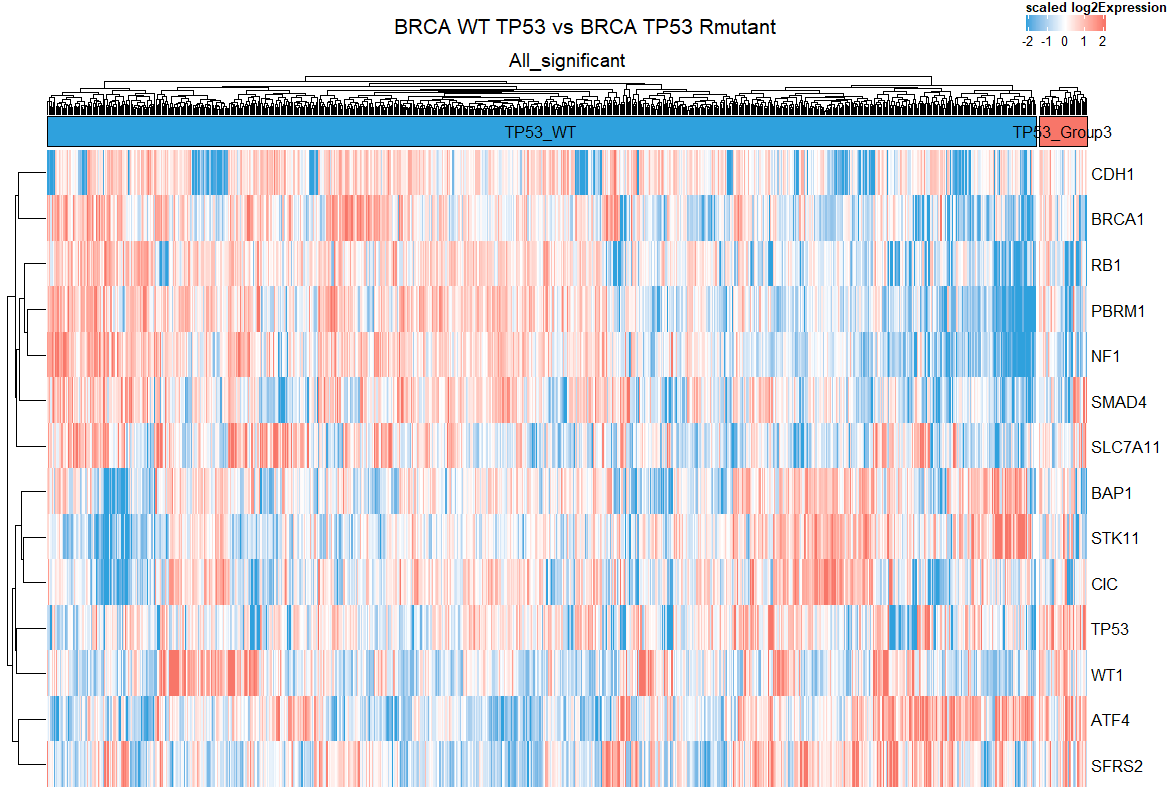 scaled log2Expression
BRCA WT TP53 vs BRCA TP53 Rmutant
-2 -1 0 1 2
All_significant
TP53_WT
TP53_Group3
CDH1
BRCA1
RB1
PBRM1
NF1
SMAD4
SLC7A11
BAP1
STK11
CIC
TP53
WT1
ATF4
SFRS2